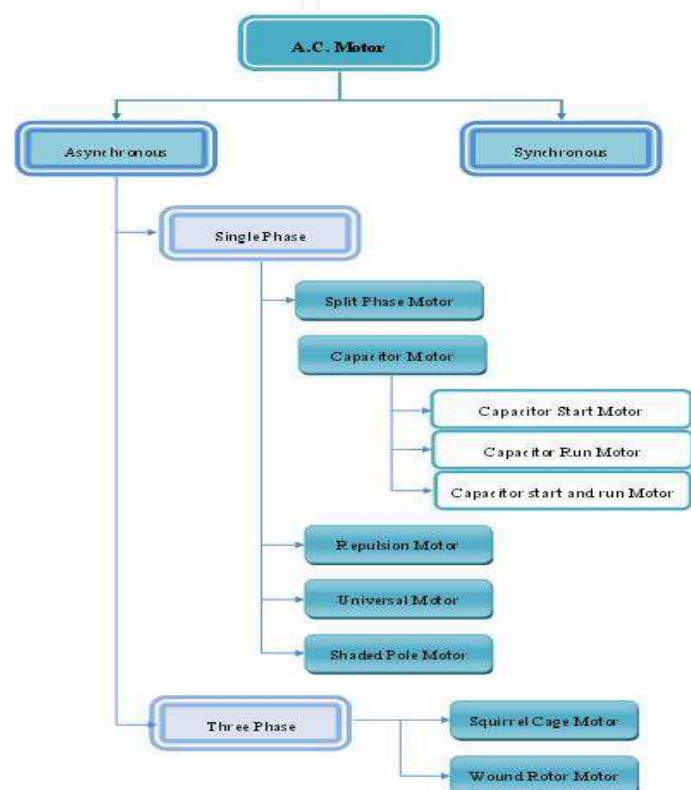 A.C. Motor
Asynchronous
Synchronous
Single Phase
Split Phase Motor
Capacitor Motor
Capacitor Start Motor
Capacitor Run Motor
Capacitor start and run Motor
Repulsion Motor
Universal Motor
Shaded Pole Motor
Three Phase
Squirrel Cage Motor
Wound Rotor Motor